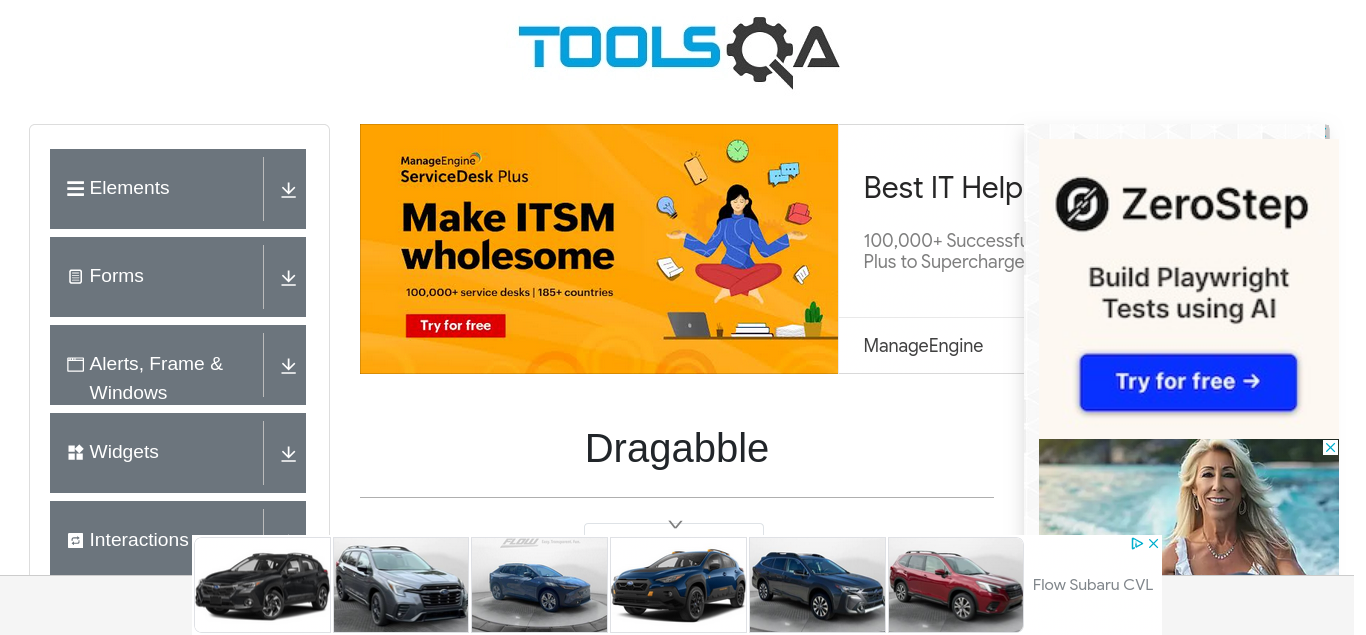 TOOLSQA
Elements
Forms
Alerts, Frame &
Windows
Widgets
Interactions
ManageEngine
ServiceDesk Plus
Make ITSM
wholesome
100,000+ service desks | 185+ countries
Try for free
Best IT Help
100,000+ Successfu
Plus to Supercharge
ManageEngine
ZeroStep
Build Playwright
Tests using AI
Try for free →
Dragabble
FLOW
Flow Subaru CVL